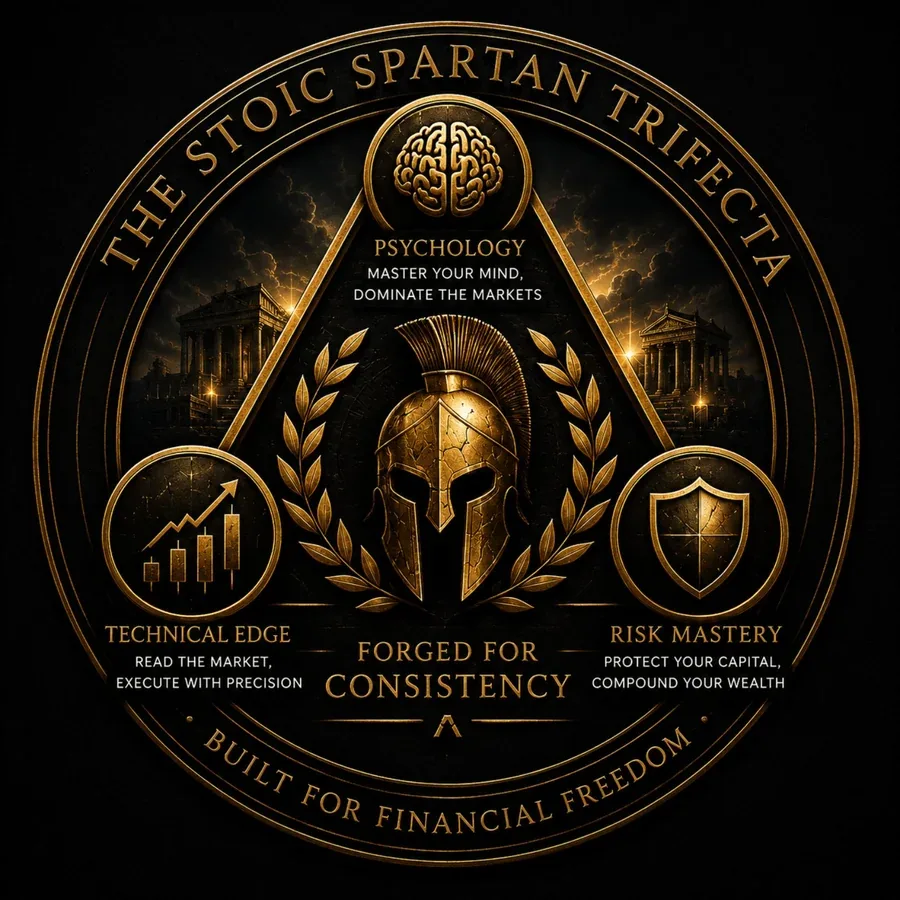 THE STOIC SPARTAN TRIFECTA
PSYCHOLOGY
MASTER YOUR MIND,
DOMINATE THE MARKETS
TECHNICAL EDGE
READ THE MARKET,
EXECUTE WITH PRECISION
FORGED FOR
CONSISTENCY
RISK MASTERY
PROTECT YOUR CAPITAL,
COMPOUND YOUR WEALTH
• BUILT FOR FINANCIAL FREEDOM •